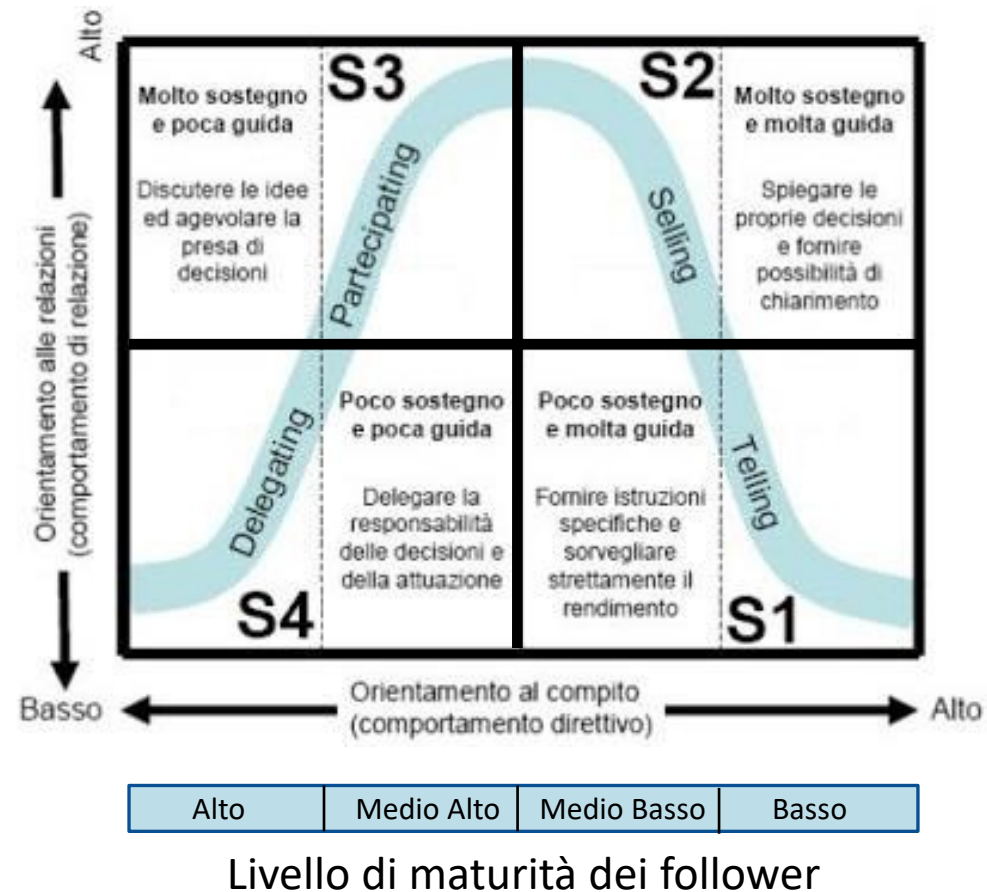 Alto
Orientamento alle relazioni
(comportamento di relazione)
S3
Molto sostegno
e poca guida
Discutere le idee
ed agevolare la
presa di
decisioni
Partecipating
S2
Molto sostegno
e molta guida
Spiegare le
proprie decisioni
e fornire
possibilità di
chiarimento
Selling
Delegating
S4
Poco sostegno
e poca guida
Delegare la
responsabilità
delle decisioni e
della attuazione
Poco sostegno
e molta guida
Fornire istruzioni
specifiche e
sorvegliare
strettamente il
rendimento
Telling
S1
Basso
Orientamento al compito
(comportamento direttivo)
Alto
Alto
Medio Alto
Medio Basso
Basso
Livello di maturità dei follower